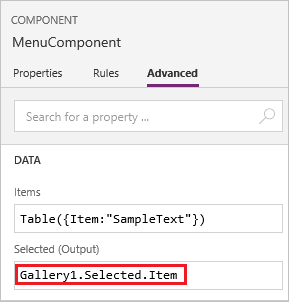 COMPONENT
MenuComponent
Properties Rules Advanced
Search for a property ...
DATA
Items
Table({Item:"SampleText"})
Selected (Output)
Gallery1.Selected.Item